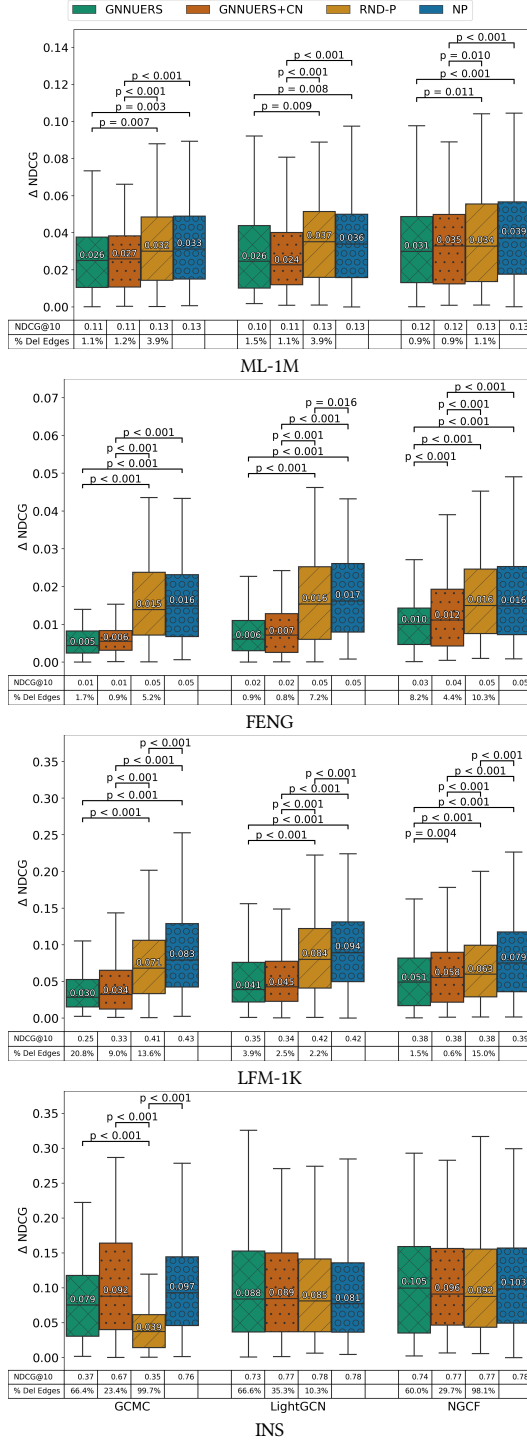 GNNUERS GNNUERS+CN RND-P NP
0.14
0.12
0.10
0.08
0.06
0.04
0.02
0.00
Δ NDCG
p < 0.001
p < 0.001
p = 0.003
p = 0.007
p < 0.001
p < 0.001
p = 0.008
p = 0.009
p < 0.001
p = 0.010
p < 0.001
p = 0.011
0.026 0.027 0.032 0.033 0.026 0.024 0.037 0.036 0.031 0.035 0.039
NDCG@10 0.11 0.11 0.13 0.13 0.10 0.11 0.13 0.13 0.12 0.12 0.13 0.13
% Del Edges 1.1% 1.2% 3.9% 1.5% 1.1% 3.9% 0.9% 0.9% 1.1%
ML-1M
0.07
0.06
0.05
0.04
0.03
0.02
0.01
0.00
Δ NDCG
p < 0.001
p < 0.001
p < 0.001
p < 0.001
p = 0.016
p < 0.001
p < 0.001
p < 0.001
p < 0.001
p < 0.001
p < 0.001
p < 0.001
p < 0.001
p < 0.001
0.005 0.006 0.015 0.016 0.006 0.007 0.016 0.017 0.010 0.012 0.016 0.016
NDCG@10 0.01 0.01 0.05 0.05 0.02 0.02 0.05 0.05 0.03 0.04 0.05 0.05
% Del Edges 1.7% 0.9% 5.2% 0.9% 0.8% 7.2% 8.2% 4.4% 10.3%
FENG
0.35
0.30
0.25
0.20
0.15
0.10
0.05
0.00
Δ NDCG
p < 0.001
p < 0.001
p < 0.001
p < 0.001
p < 0.001
p < 0.001
p < 0.001
p < 0.001
p < 0.001
p < 0.001
p < 0.001
p < 0.001
p < 0.001
p < 0.001
p = 0.004
0.030 0.034 0.071 0.083 0.041 0.045 0.084 0.094 0.051 0.058 0.063 0.079
NDCG@10 0.25 0.33 0.41 0.43 0.35 0.34 0.42 0.42 0.38 0.38 0.38 0.39
% Del Edges 20.8% 9.0% 13.6% 3.9% 2.5% 2.2% 1.5% 0.6% 15.0%
LFM-1K
0.35
0.30
0.25
0.20
0.15
0.10
0.05
0.00
Δ NDCG
p < 0.001
p < 0.001
p < 0.001
0.079 0.092 0.039 0.097 0.088 0.089 0.085 0.081 0.105 0.096 0.092 0.103
NDCG@10 0.37 0.67 0.35 0.76 0.73 0.77 0.78 0.78 0.74 0.77 0.77 0.78
% Del Edges 66.4% 23.4% 99.7% 66.6% 35.3% 10.3% 60.0% 29.7% 98.1%
GCMC LightGCN NGCF
INS